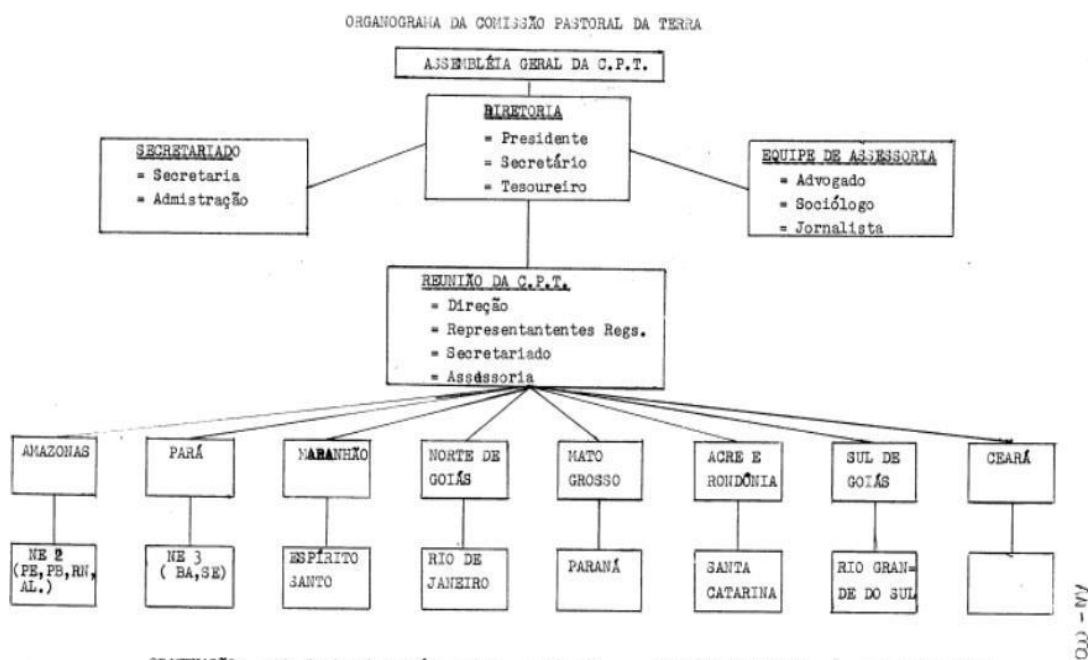 ORGANOGRAMA DA COMISSÃO PASTORAL DA TERRA
ASSEMBLÉIA GERAL DA C.P.T.
DIRETORIA
= Presidente
= Secretário
= Tesoureiro
SECRETARIADO
= Secretaria
= Admistração
EQUIPE DE ASSESSORIA
= Advogado
= Sociólogo
= Jornalista
REUNIÃO DA C.P.T.
= Direção
= Representantentes Regs.
= Secretariado
= Assessoria
AMAZONAS
PARÁ
MARANHÃO
NORTE DE
GOIÁS
MATO
GROSSO
ACRE E
RONDÔNIA
SUL DE
GOIÁS
CEARÁ
NE 2
(PE,PB,RN,
AL.)
NE 3
( BA,SE)
ESPÍRITO
SANTO
RIO DE
JANEIRO
PARANÁ
SANTA
CATARINA
RIO GRAN=
DE DO SUL